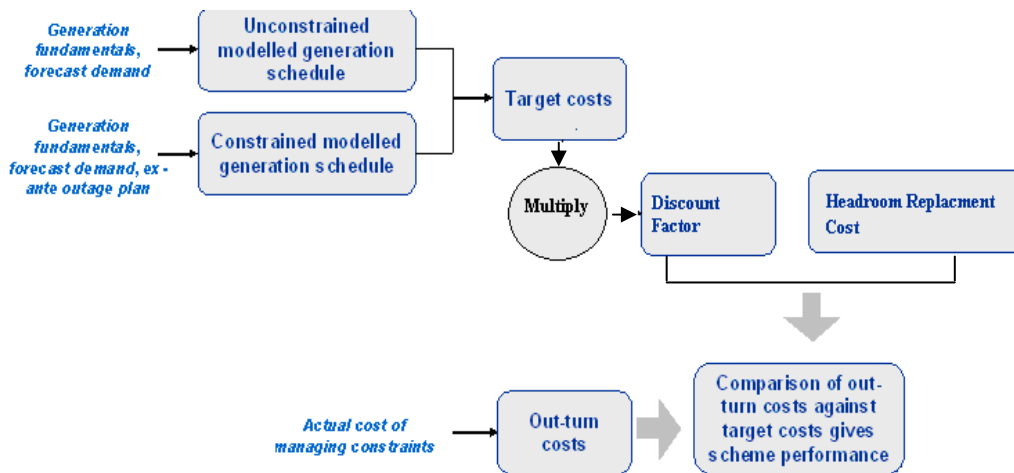 Generation
fundamentals,
forecast demand
Unconstrained
modelled generation
schedule
Generation
fundamentals,
forecast demand, ex -
ante outage plan
Constrained modelled
generation schedule
Target costs
Multiply
Discount
Factor
Headroom Replacment
Cost
Actual cost of
managing constraints
Out-turn
costs
Comparison of out-
turn costs against
target costs gives
scheme performance